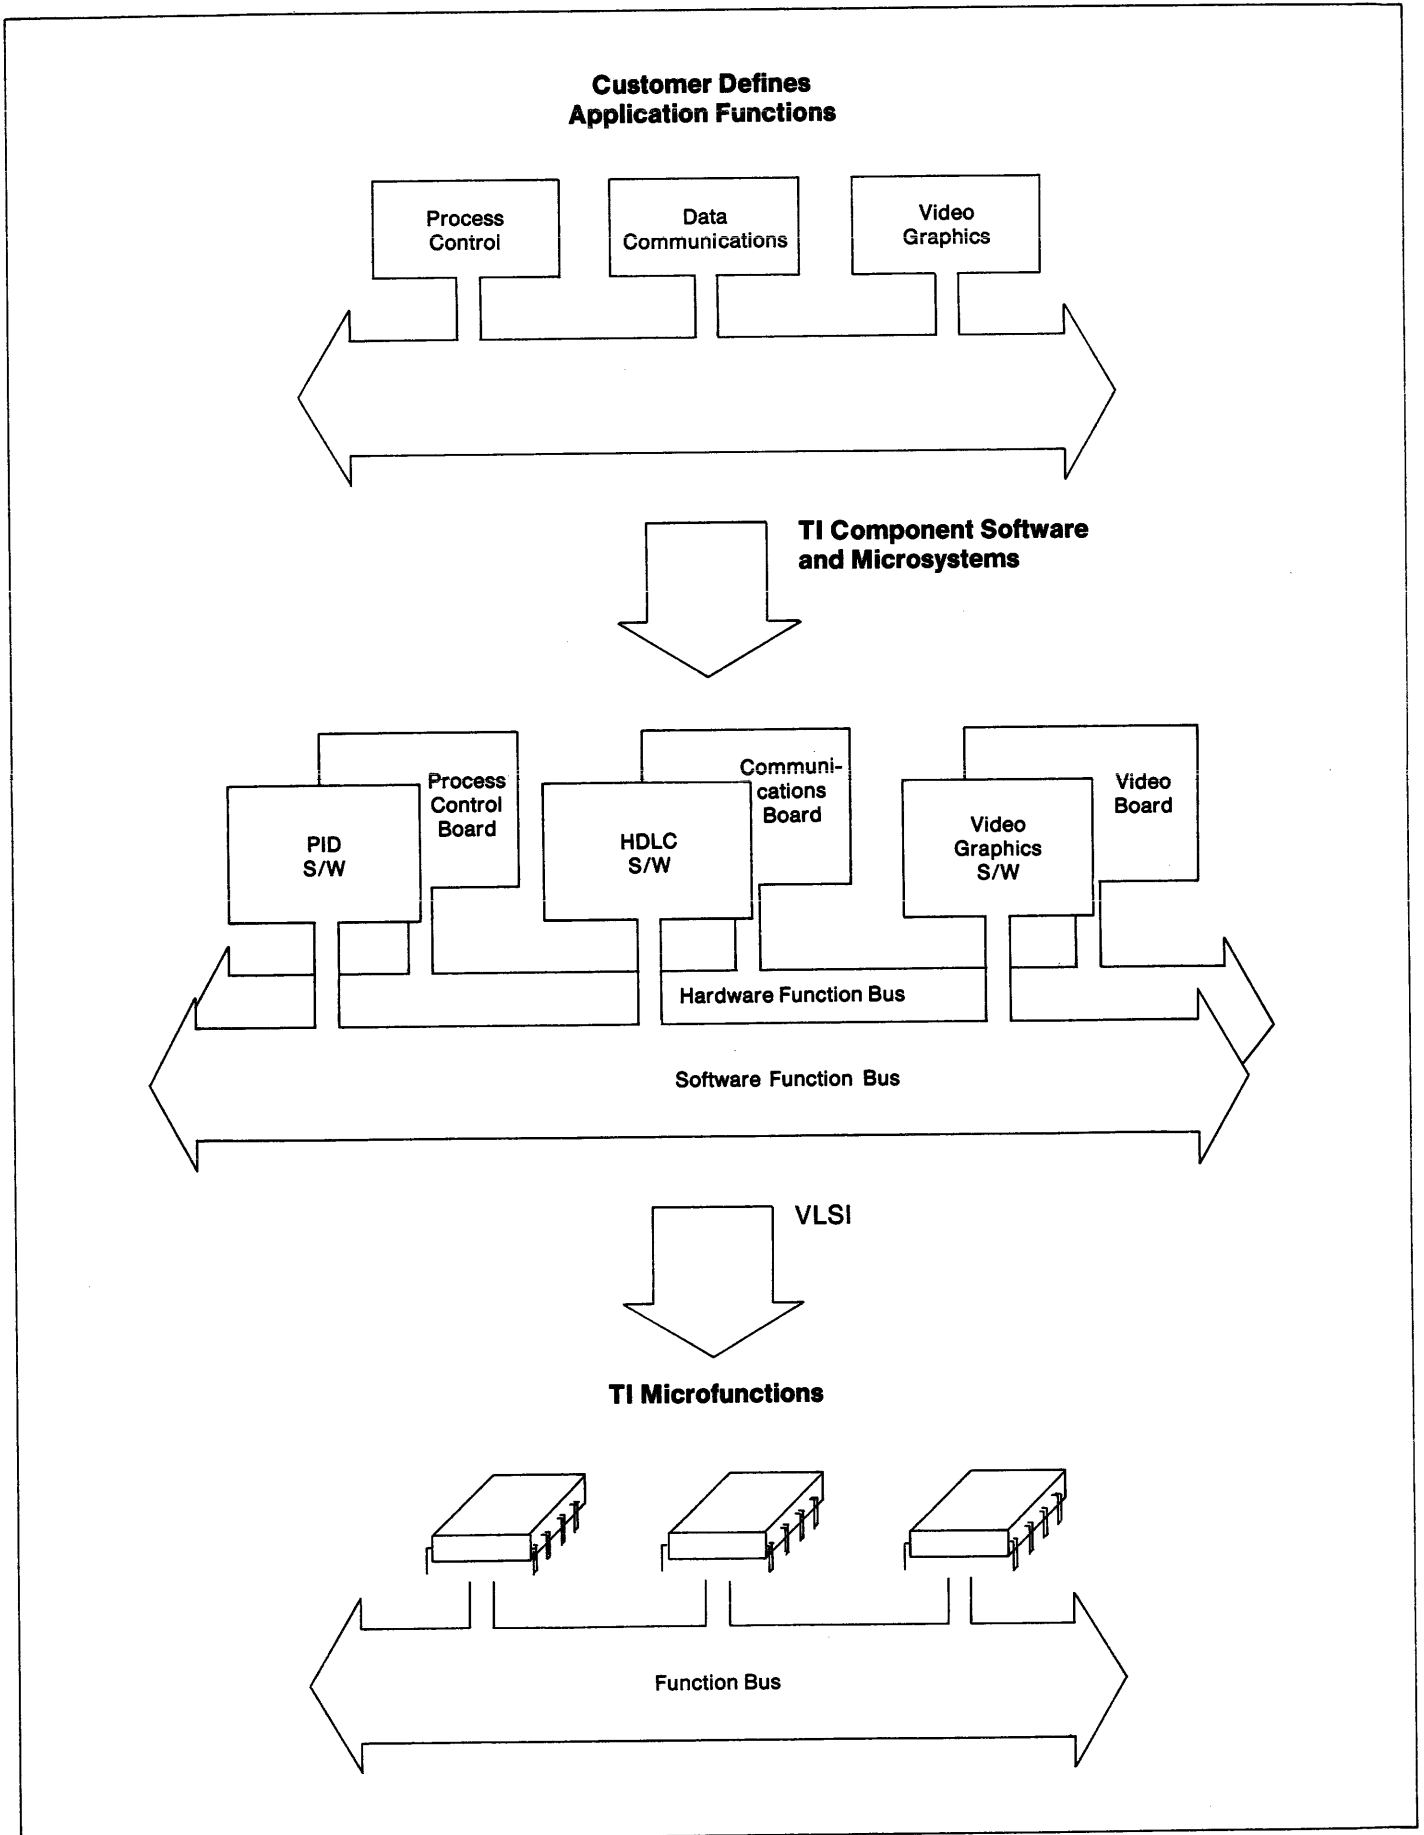 Customer Defines
Application Functions
Process
Control
Data
Communications
Video
Graphics
TI Component Software
and Microsystems
Process
Control
Board
PID
S/W
Communi-
cations
Board
HDLC
S/W
Video
Board
Video
Graphics
S/W
Hardware Function Bus
Software Function Bus
VLSI
TI Microfunctions
Function Bus